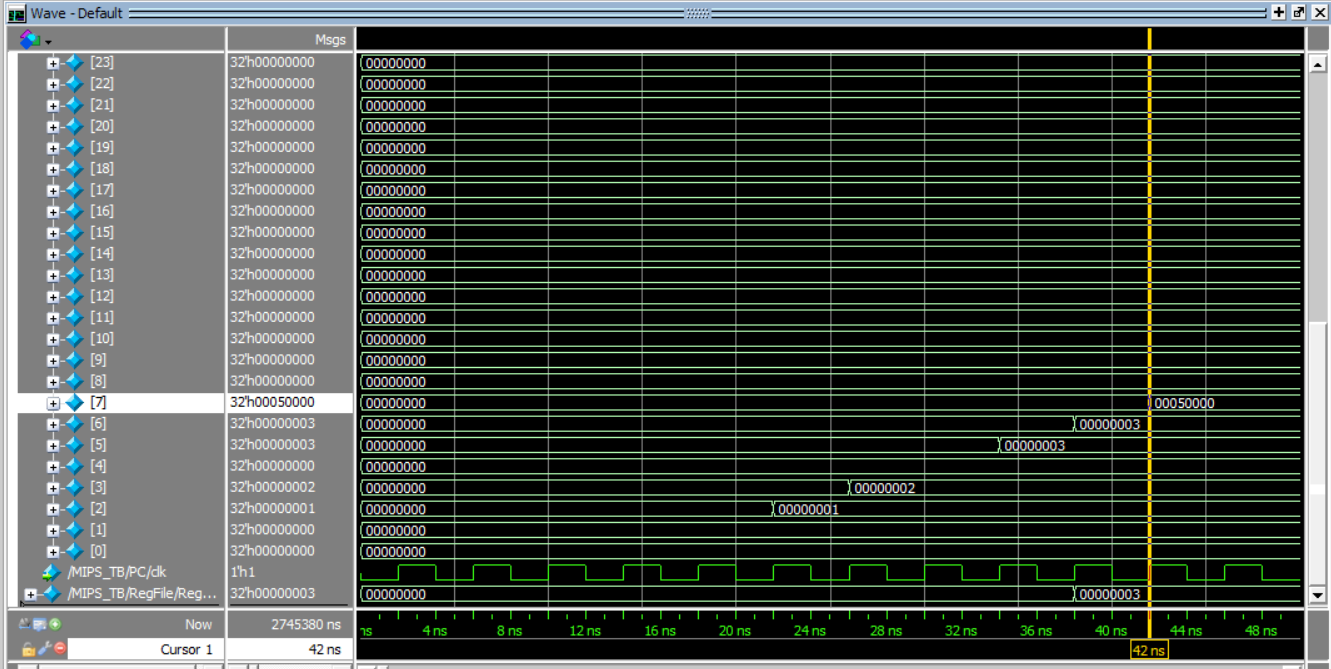 Wave - Default
Msgs
[23] 32'h00000000 00000000
[22] 32'h00000000 00000000
[21] 32'h00000000 00000000
[20] 32'h00000000 00000000
[19] 32'h00000000 00000000
[18] 32'h00000000 00000000
[17] 32'h00000000 00000000
[16] 32'h00000000 00000000
[15] 32'h00000000 00000000
[14] 32'h00000000 00000000
[13] 32'h00000000 00000000
[12] 32'h00000000 00000000
[11] 32'h00000000 00000000
[10] 32'h00000000 00000000
[9] 32'h00000000 00000000
[8] 32'h00000000 00000000
[7] 32'h00050000 00000000 00050000
[6] 32'h00000003 00000000 00000003
[5] 32'h00000003 00000000 00000003
[4] 32'h00000000 00000000
[3] 32'h00000002 00000000 00000002
[2] 32'h00000001 00000000 00000001
[1] 32'h00000000 00000000
[0] 32'h00000000 00000000
/MIPS_TB/PC/clk 1'h1
/MIPS_TB/RegFile/Reg... 32'h00000003 00000000 00000003
Now 2745380 ns ns 4 ns 8 ns 12 ns 16 ns 20 ns 24 ns 28 ns 32 ns 36 ns 40 ns 44 ns 48 ns
Cursor 1 42 ns 42 ns